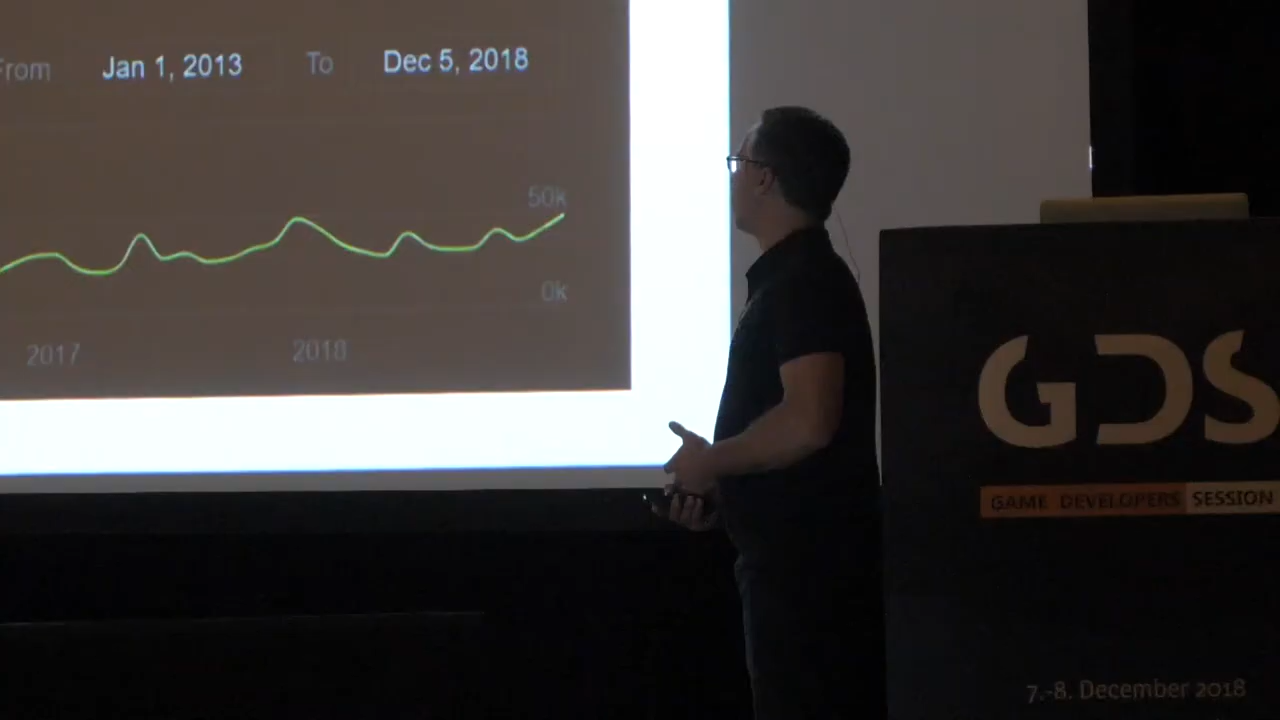 From Jan 1, 2013 To Dec 5, 2018
50k
0k
2017 2018
GDS
GAME DEVELOPERS SESSION
7.-8. December 2018